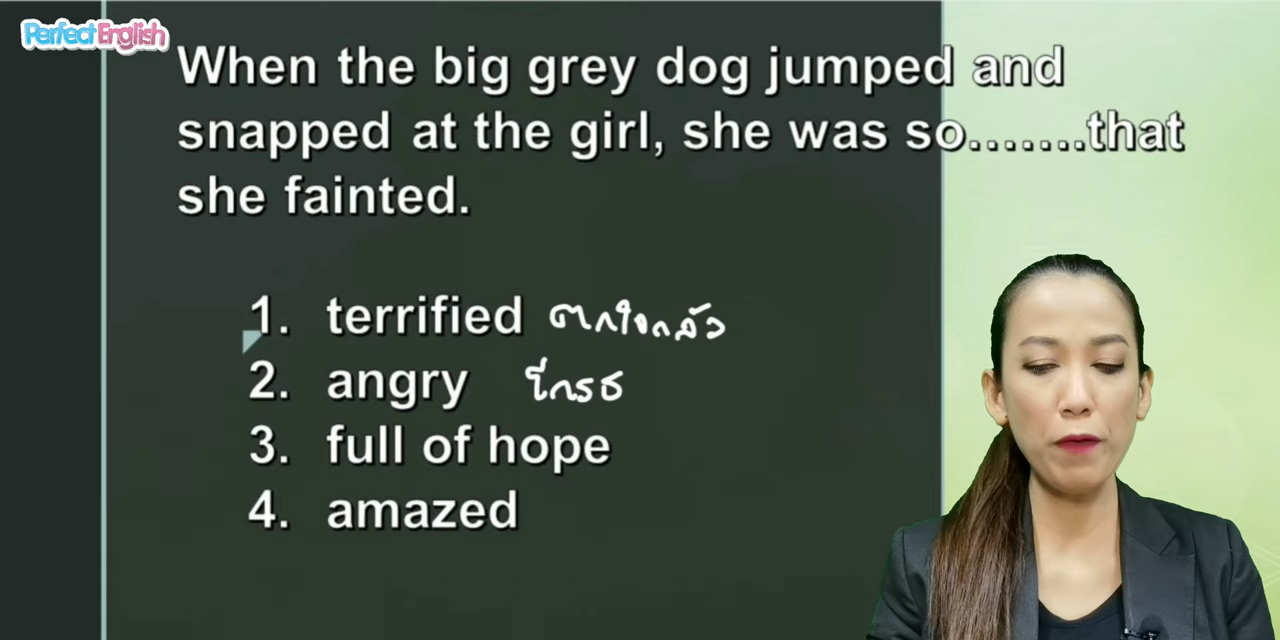 PerfectEnglish
When the big grey dog jumped and
snapped at the girl, she was so.......that
she fainted.
1. terrified ตกใจกลัว
2. angry โกรธ
3. full of hope
4. amazed